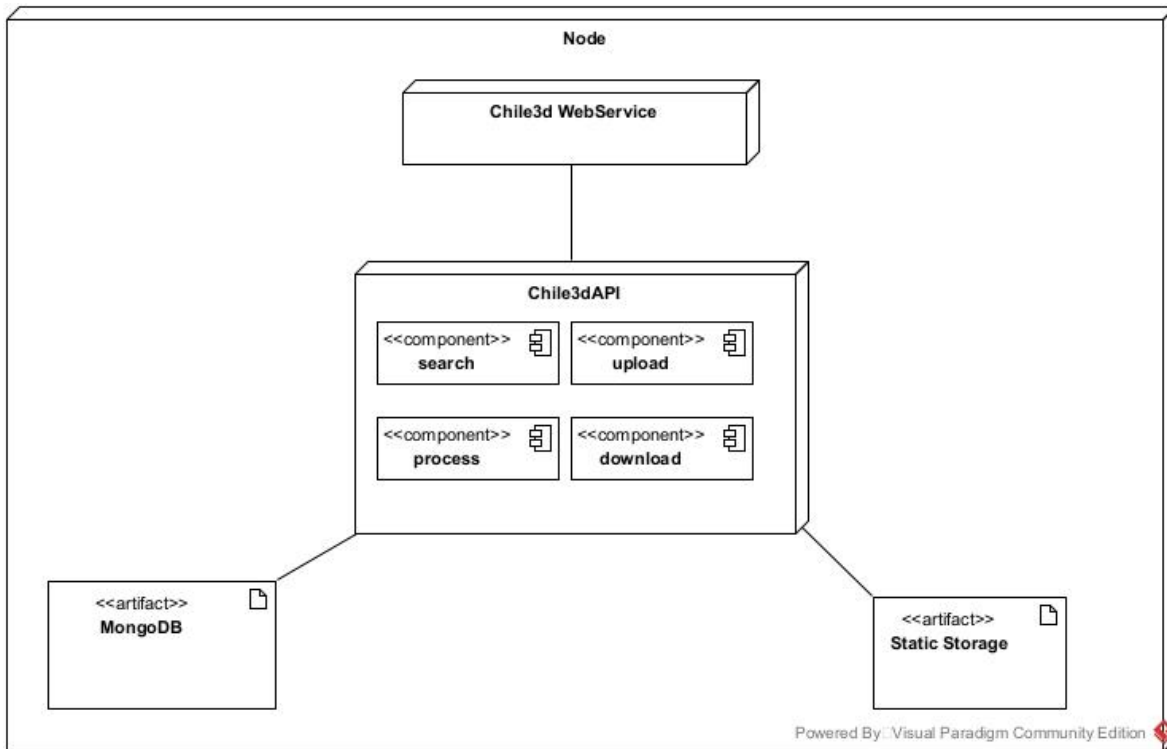 Node
Chile3d WebService
Chile3dAPI
<<component>>
search
<<component>>
upload
<<component>>
process
<<component>>
download
<<artifact>>
MongoDB
<<artifact>>
Static Storage
Powered By Visual Paradigm Community Edition